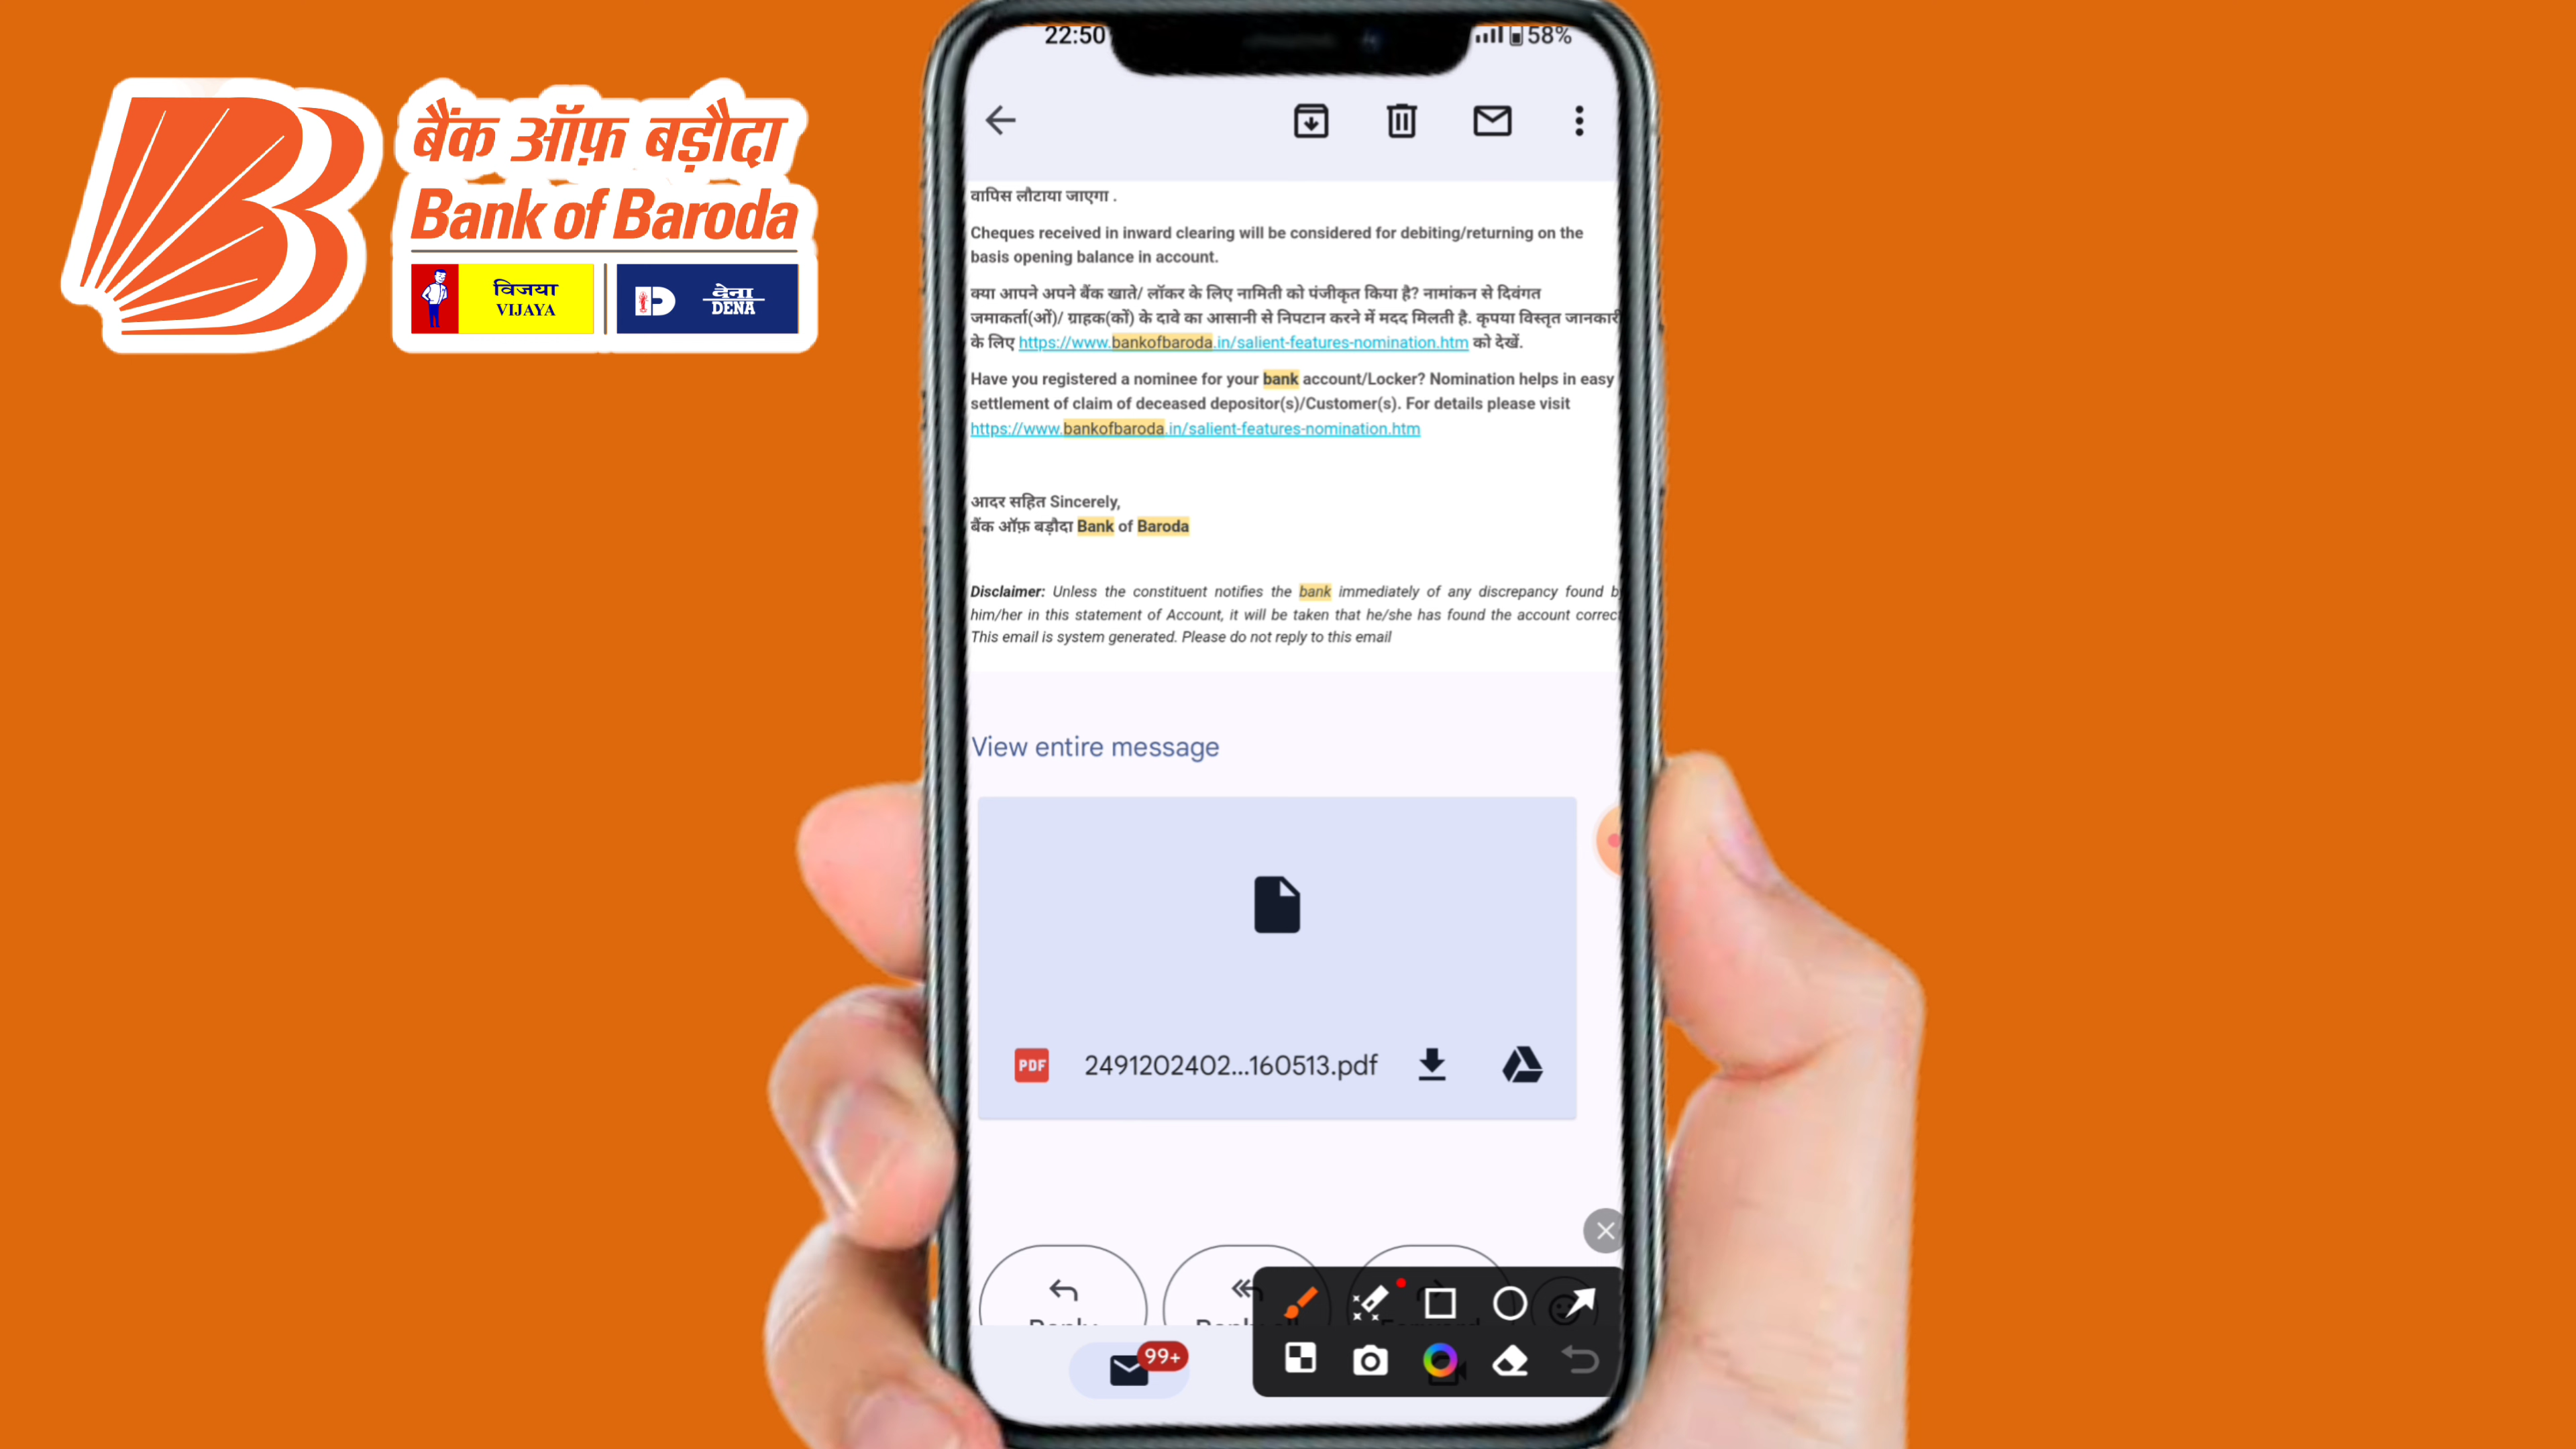 बैंक ऑफ़ बड़ौदा
Bank of Baroda
विजया
VIJAYA
देना
DENA
22:50
58%
वापिस लौटाया जाएगा .
Cheques received in inward clearing will be considered for debiting/returning on the
basis opening balance in account.
क्या आपने अपने बैंक खाते/ लॉकर के लिए नामिती को पंजीकृत किया है? नामांकन से दिवंगत
जमाकर्ता(ओं)/ ग्राहक(कों) के दावे का आसानी से निपटान करने में मदद मिलती है. कृपया विस्तृत जानकारी
के लिए https://www.bankofbaroda.in/salient-features-nomination.htm को देखें.
Have you registered a nominee for your bank account/Locker? Nomination helps in easy
settlement of claim of deceased depositor(s)/Customer(s). For details please visit
https://www.bankofbaroda.in/salient-features-nomination.htm
आदर सहित Sincerely,
बैंक ऑफ़ बड़ौदा Bank of Baroda
Disclaimer: Unless the constituent notifies the bank immediately of any discrepancy found
him/her in this statement of Account, it will be taken that he/she has found the account correct
This email is system generated. Please do not reply to this email
View entire message
PDF
2491202402...160513.pdf
99+